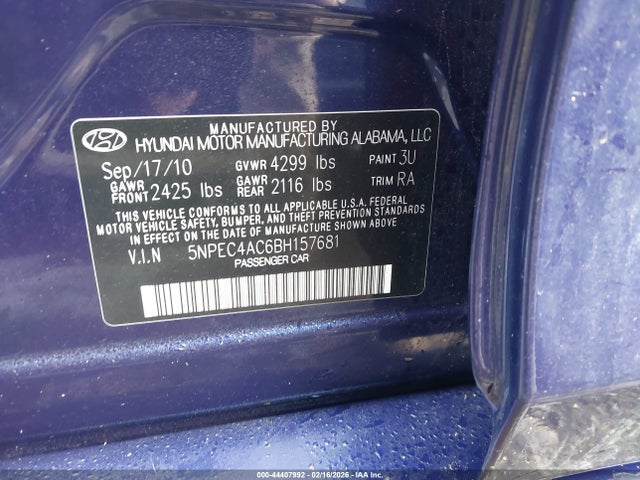 MANUFACTURED BY
HYUNDAI MOTOR MANUFACTURING ALABAMA, LLC
Sep/17/10 GVWR 4299 lbs PAINT 3U
GAWR FRONT 2425 lbs GAWR REAR 2116 lbs TRIM RA
THIS VEHICLE CONFORMS TO ALL APPLICABLE U.S.A. FEDERAL
MOTOR VEHICLE SAFETY, BUMPER, AND THEFT PREVENTION STANDARDS
IN EFFECT ON THE DATE OF MANUFACTURE SHOWN ABOVE
V.I.N 5NPEC4AC6BH157681
PASSENGER CAR
000-44407992 - 02/16/2026 - IAA Inc.